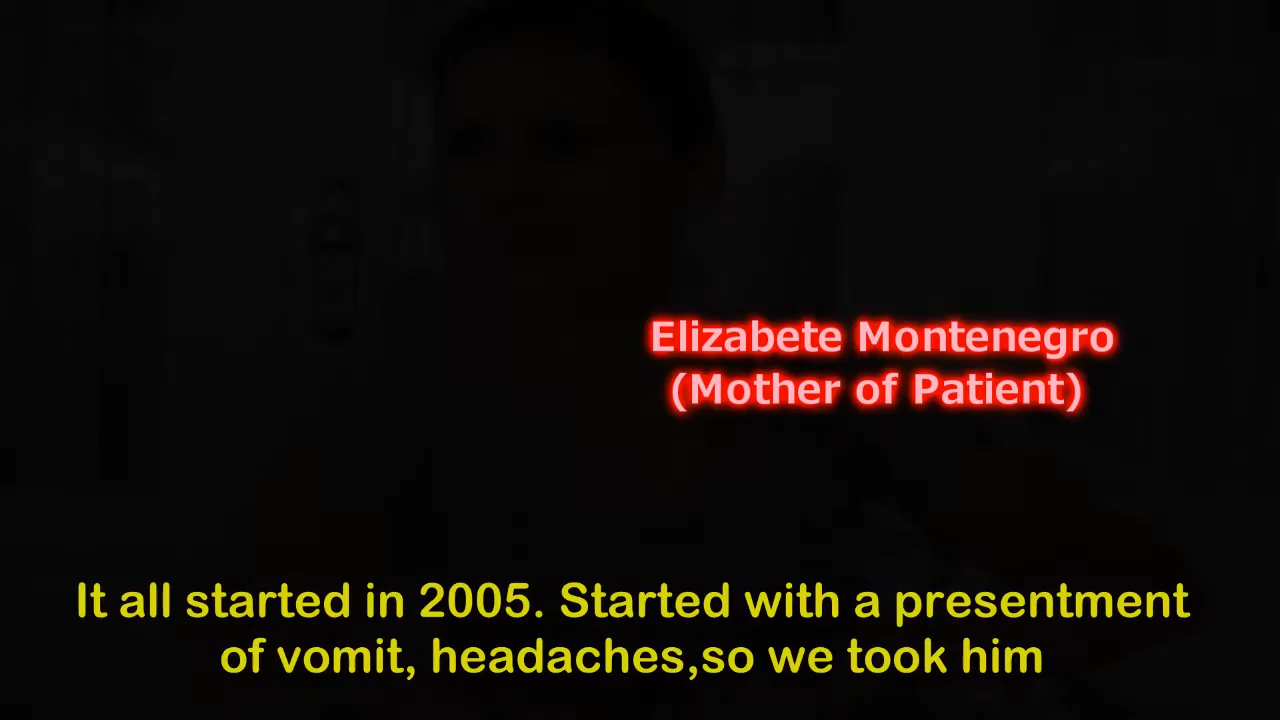 Elizabete Montenegro
(Mother of Patient)
It all started in 2005. Started with a presentment
of vomit, headaches,so we took him